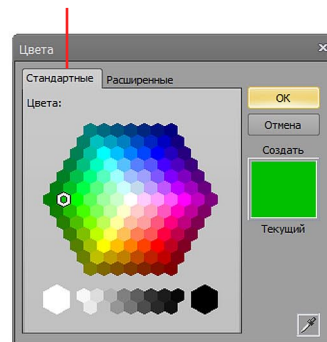 Цвета
Стандартные
Расширенные
Цвета:
OK
Отмена
Создать
Текущий